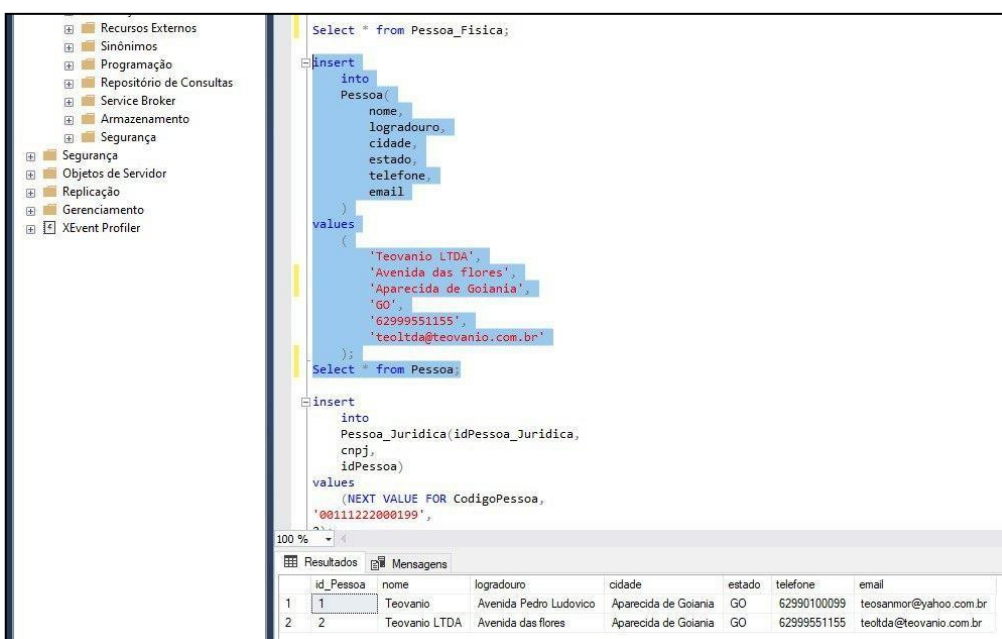 Recursos Externos
Sinônimos
Programação
Repositório de Consultas
Service Broker
Armazenamento
Segurança
Segurança
Objetos de Servidor
Replicação
Gerenciamento
XEvent Profiler
Select * from Pessoa_Fisica;
insert
into
Pessoa(
nome,
logradouro,
cidade,
estado,
telefone,
email
)
values
(
'Teovanio LTDA',
'Avenida das flores',
'Aparecida de Goiania',
'GO',
'62999551155',
'teoltda@teovanio.com.br'
);
Select * from Pessoa;
insert
into
Pessoa_Juridica(idPessoa_Juridica,
cnpj,
idPessoa)
values
(NEXT VALUE FOR CodigoPessoa,
'00111222000199',
100 %
Resultados Mensagens
id_Pessoa nome logradouro cidade estado telefone email
1 1 Teovanio Avenida Pedro Ludovico Aparecida de Goiania GO 62990100099 teosanmor@yahoo.com.br
2 2 Teovanio LTDA Avenida das flores Aparecida de Goiania GO 62999551155 teoltda@teovanio.com.br